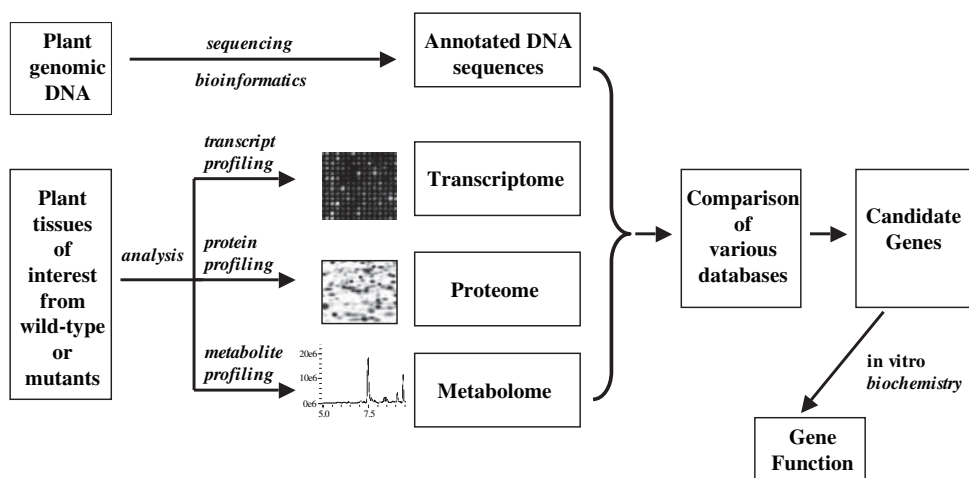 Plant
genomic
DNA
sequencing
bioinformatics
Annotated DNA
sequences
Plant
tissues of
interest
from
wild-type
or
mutants
analysis
transcript
profiling
Transcriptome
protein
profiling
Proteome
metabolite
profiling
20e6
10e6
0e6
5.0
7.5
Metabolome
Comparison
of
various
databases
Candidate
Genes
in vitro
biochemistry
Gene
Function